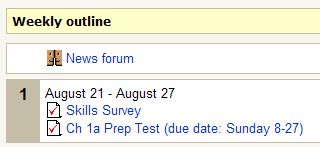 Weekly outline
News forum
1
August 21 - August 27
Skills Survey
Ch 1a Prep Test (due date: Sunday 8-27)